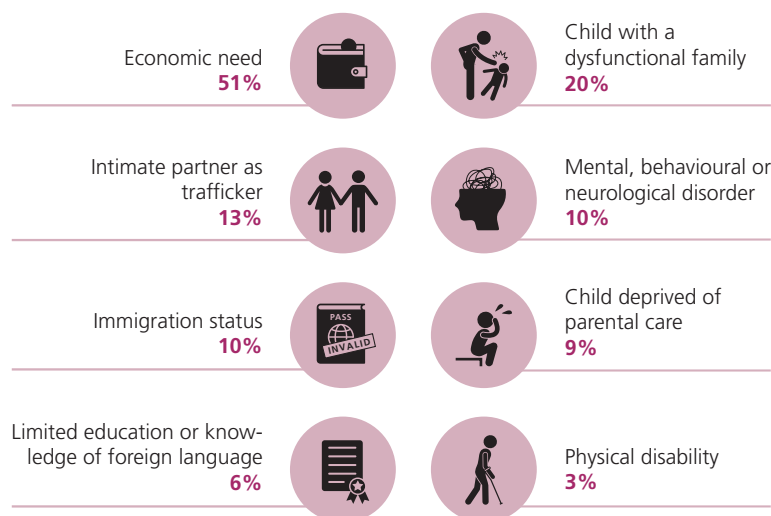 Economic need
51%
Child with a
dysfunctional family
20%
Intimate partner as
trafficker
13%
Mental, behavioural or
neurological disorder
10%
Immigration status
10%
PASS
INVALID
Child deprived of
parental care
9%
Limited education or know-
ledge of foreign language
6%
Physical disability
3%